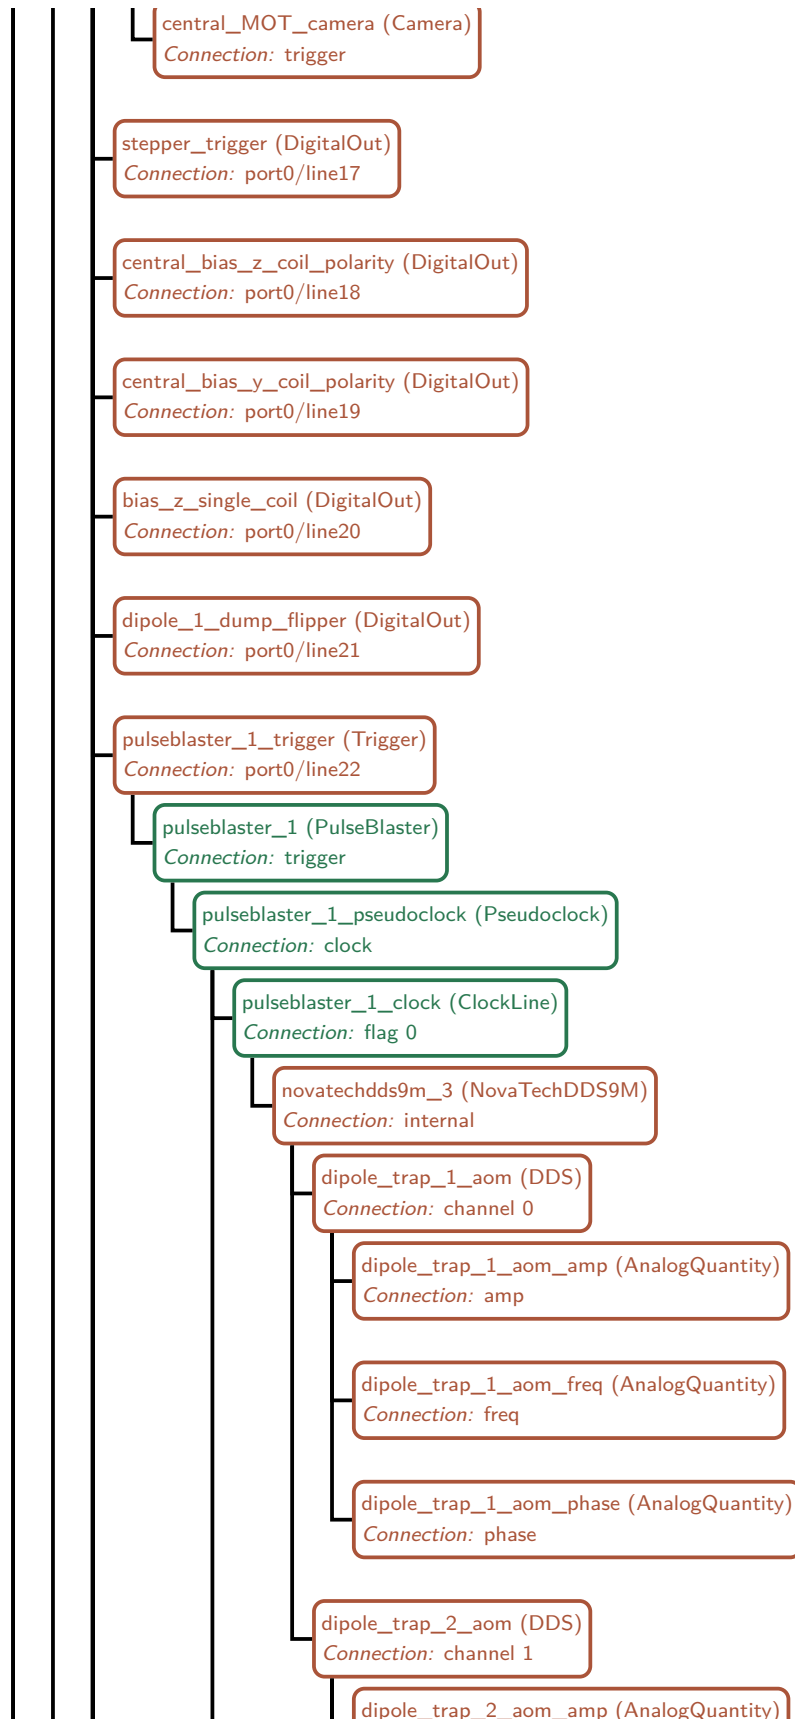 central_MOT_camera (Camera)
Connection: trigger
stepper_trigger (DigitalOut)
Connection: port0/line17
central_bias_z_coil_polarity (DigitalOut)
Connection: port0/line18
central_bias_y_coil_polarity (DigitalOut)
Connection: port0/line19
bias_z_single_coil (DigitalOut)
Connection: port0/line20
dipole_1_dump_flipper (DigitalOut)
Connection: port0/line21
pulseblaster_1_trigger (Trigger)
Connection: port0/line22
pulseblaster_1 (PulseBlaster)
Connection: trigger
pulseblaster_1_pseudoclock (Pseudoclock)
Connection: clock
pulseblaster_1_clock (ClockLine)
Connection: flag 0
novatechdds9m_3 (NovaTechDDS9M)
Connection: internal
dipole_trap_1_aom (DDS)
Connection: channel 0
dipole_trap_1_aom_amp (AnalogQuantity)
Connection: amp
dipole_trap_1_aom_freq (AnalogQuantity)
Connection: freq
dipole_trap_1_aom_phase (AnalogQuantity)
Connection: phase
dipole_trap_2_aom (DDS)
Connection: channel 1
dipole_trap_2_aom_amp (AnalogQuantity)